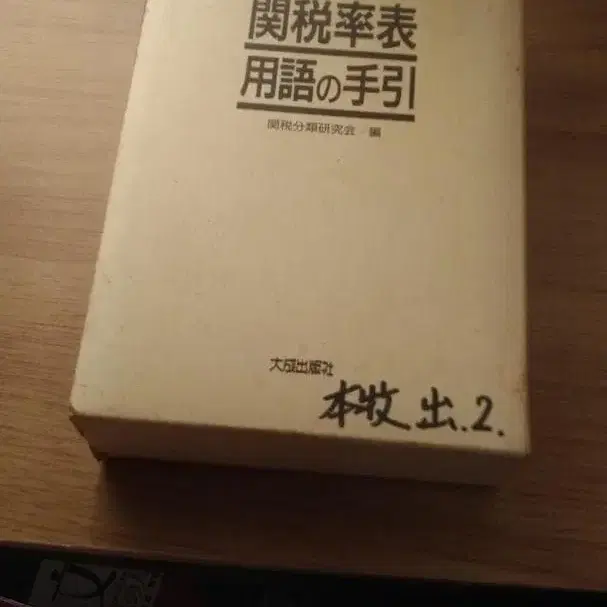 関税率表
用語の手引
関税分類研究会／編
大成出版社
本牧出.2.